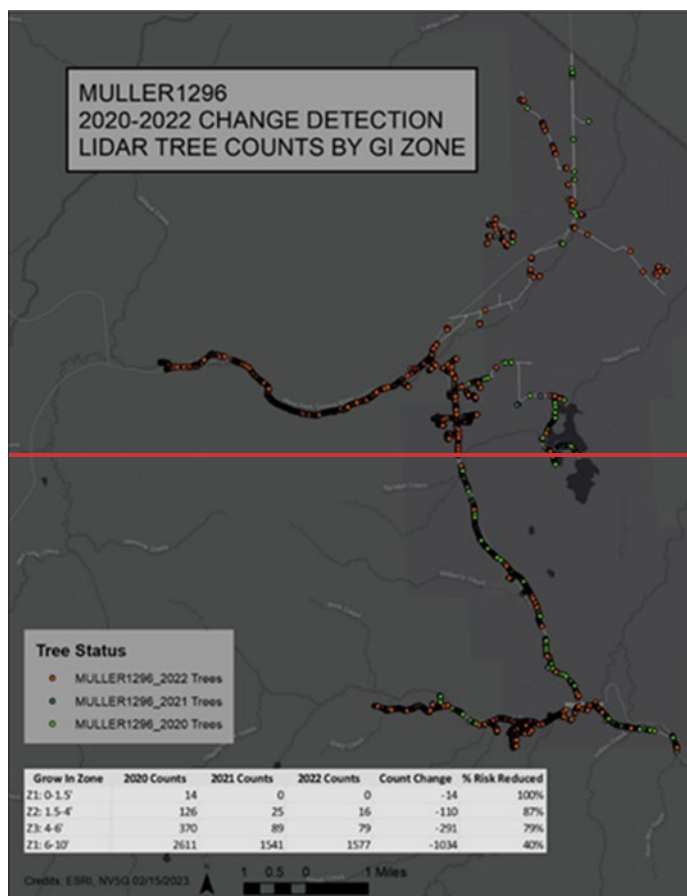 MULLER1296
2020-2022 CHANGE DETECTION
LIDAR TREE COUNTS BY GI ZONE
Tree Status
MULLER1296_2022 Trees
MULLER1296_2021 Trees
MULLER1296_2020 Trees
Grow In Zone 2020 Counts 2021 Counts 2022 Counts Count Change % Risk Reduced
Z1: 0-1.5' 14 0 0 -14 100%
Z2: 1.5-4' 126 25 16 -110 87%
Z3: 4-6' 370 89 79 -291 79%
Z1: 6-10' 2611 1541 1577 -1034 40%
Credits: ESRI, NV5G 02/15/2023
1 0.5 0 1 Miles